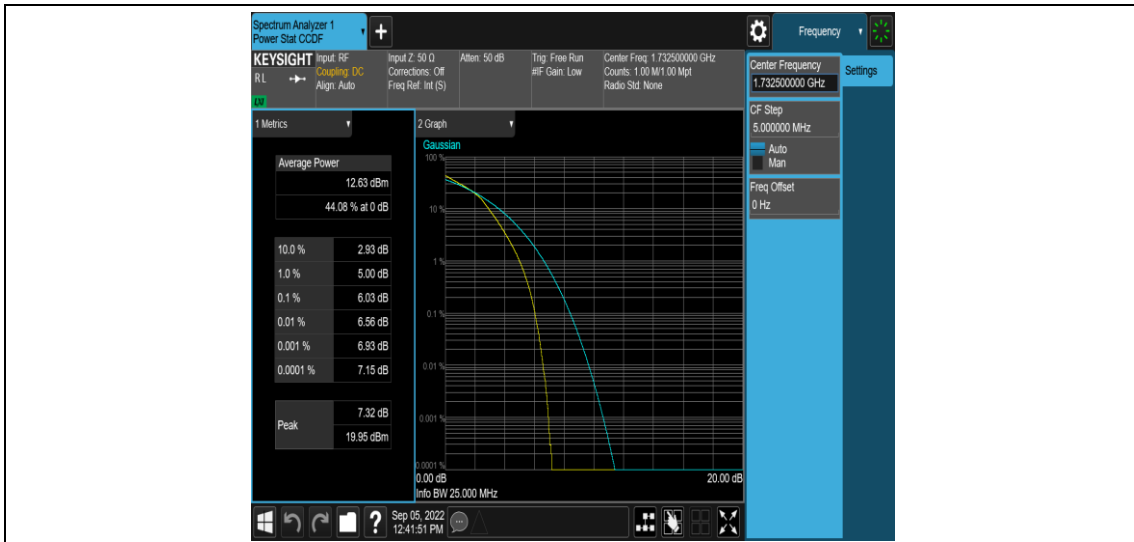 Spectrum Analyzer 1
Power Stat CCDF
+
Frequency
KEYSIGHT
RL
LXI
Input: RF
Coupling: DC
Align: Auto
Input Z: 50 Ω
Corrections: Off
Freq Ref: Int (S)
Atten: 50 dB
Trig: Free Run
#IF Gain: Low
Center Freq: 1.732500000 GHz
Counts: 1.00 M/1.00 Mpt
Radio Std: None
Center Frequency
1.732500000 GHz
Settings
CF Step
5.000000 MHz
Auto
Man
Freq Offset
0 Hz
1 Metrics
Average Power
12.63 dBm
44.08 % at 0 dB
10.0 % 2.93 dB
1.0 % 5.00 dB
0.1 % 6.03 dB
0.01 % 6.56 dB
0.001 % 6.93 dB
0.0001 % 7.15 dB
Peak
7.32 dB
19.95 dBm
2 Graph
Gaussian
100 %
10 %
1 %
0.1 %
0.01 %
0.001 %
0.0001 %
0.00 dB 20.00 dB
Info BW 25.000 MHz
?
Sep 05, 2022
12:41:51 PM